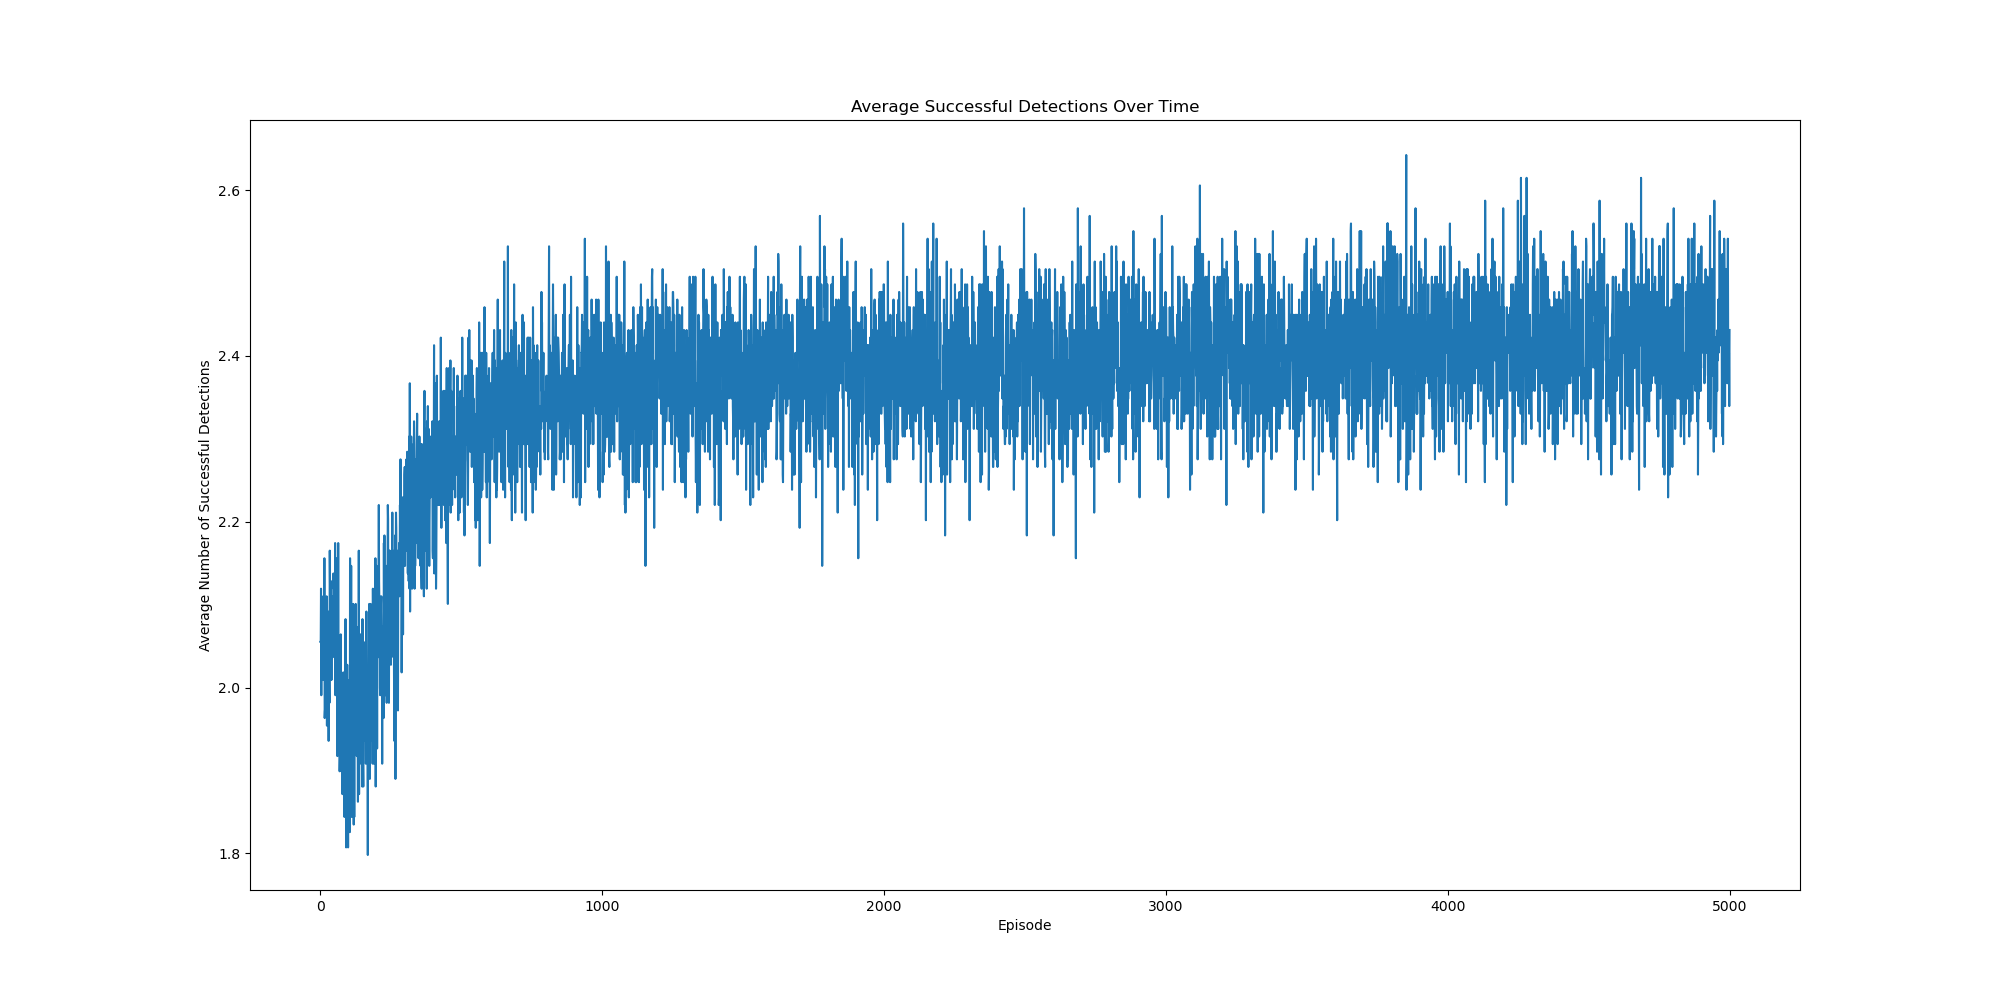 Average Successful Detections Over Time
2.6
2.4
2.2
2.0
1.8
Average Number of Successful Detections
0 1000 2000 3000 4000 5000
Episode